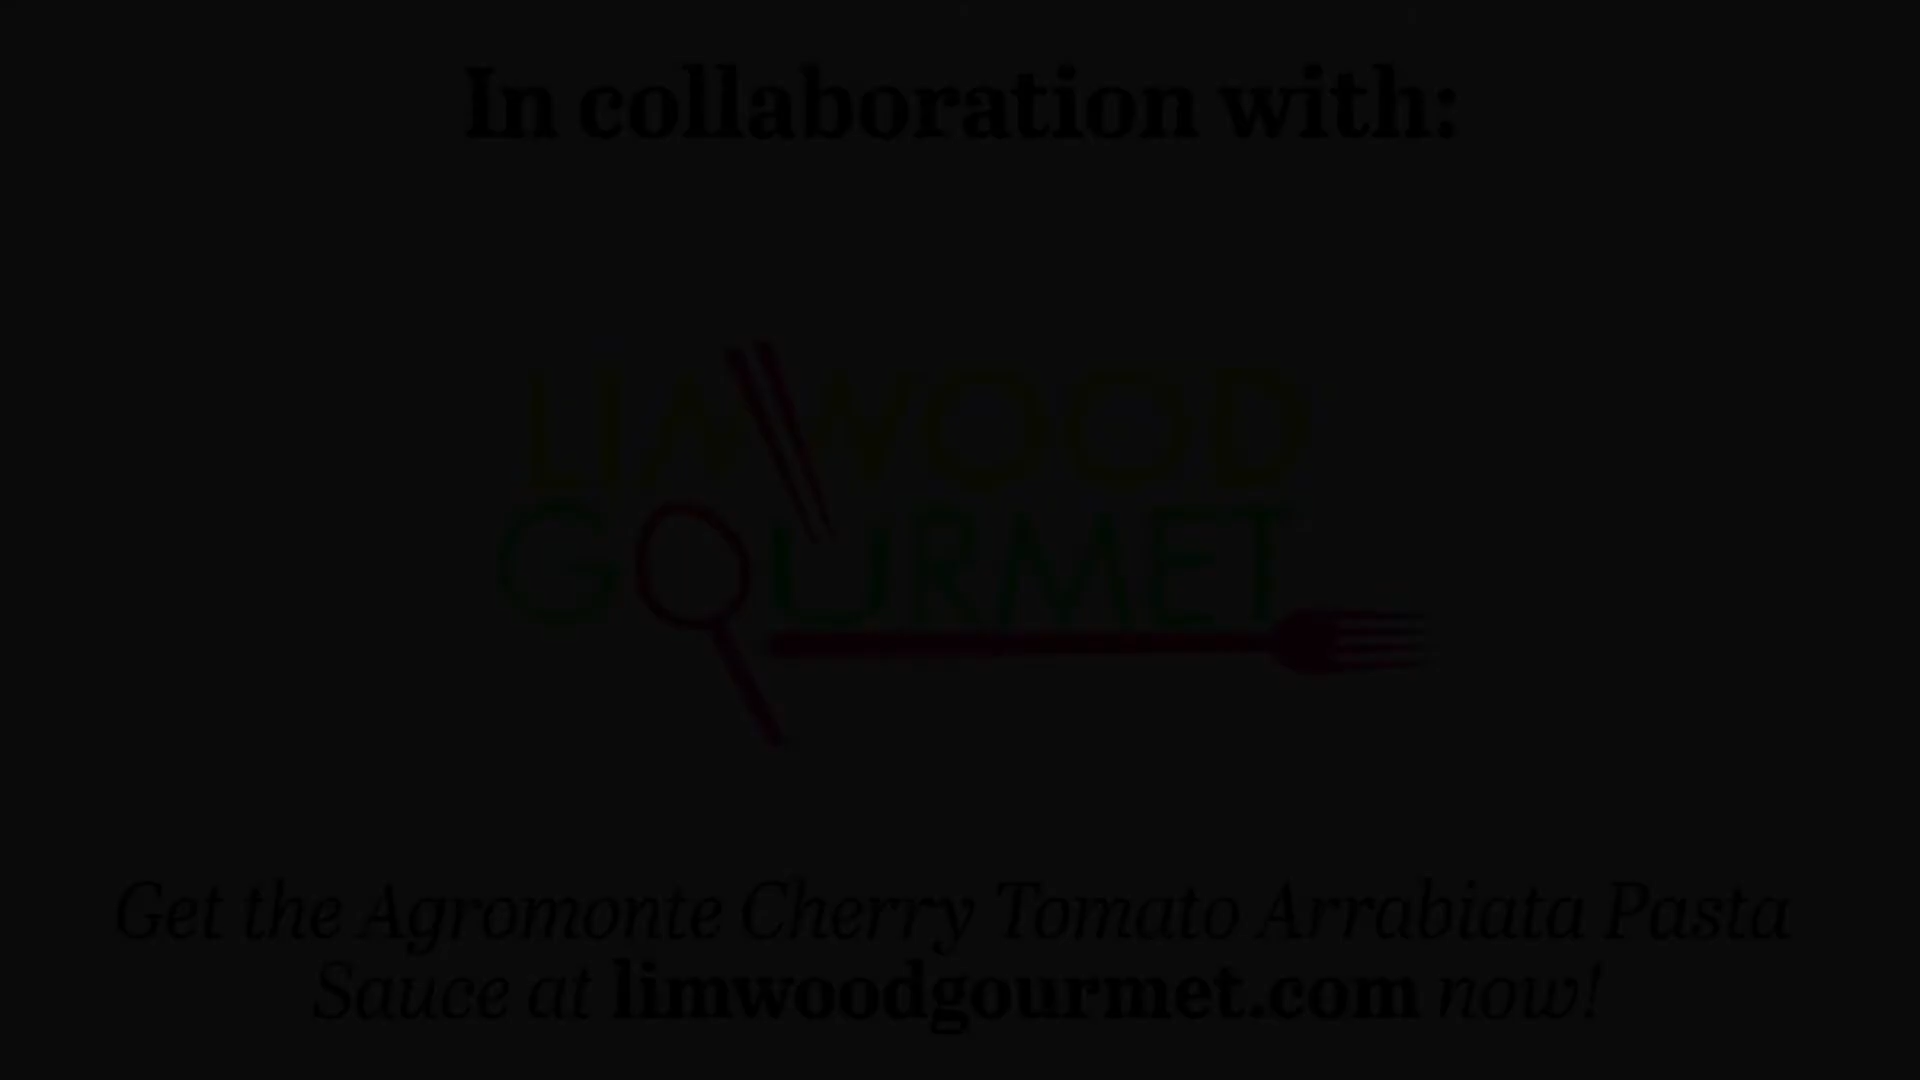 In collaboration with:
LIMWOOD
GOURMET
Get the Agromonte Cherry Tomato Arrabiata Pasta
Sauce at limwoodgourmet.com now!